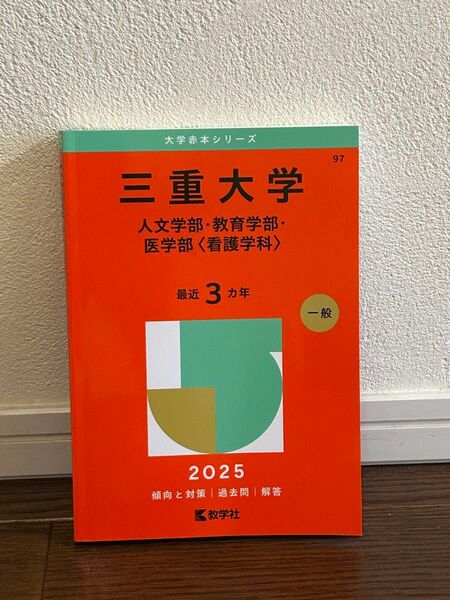 大学赤本シリーズ
97
三重大学
人文学部・教育学部・
医学部〈看護学科〉
最近3カ年
一般
2025
傾向と対策｜過去問｜解答
教学社